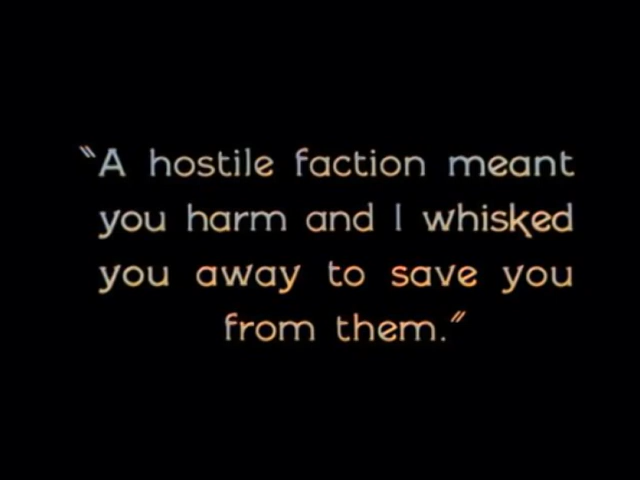 "A hostile faction meant
you harm and I whisked
you away to save you
from them."